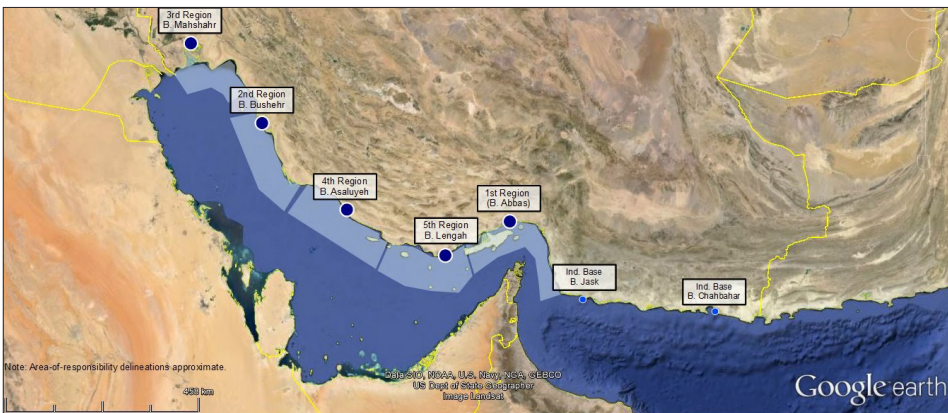 3rd Region
B. Mahshahr
2nd Region
B. Bushehr
4th Region
B. Asaluyeh
1st Region
(B. Abbas)
5th Region
B. Lengah
Ind. Base
B. Jask
Ind. Base
B. Chahbahar
Note: Area-of-responsibility delineations approximate.
450 km
Data SIO, NOAA, U.S. Navy, NGA, GEBCO
US Dept of State Geographer
Image Landsat
Google earth